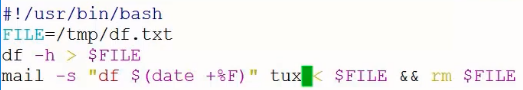 #!/usr/bin/bash
FILE=/tmp/df.txt
df -h > $FILE
mail -s "df $(date +%F)" tux < $FILE && rm $FILE